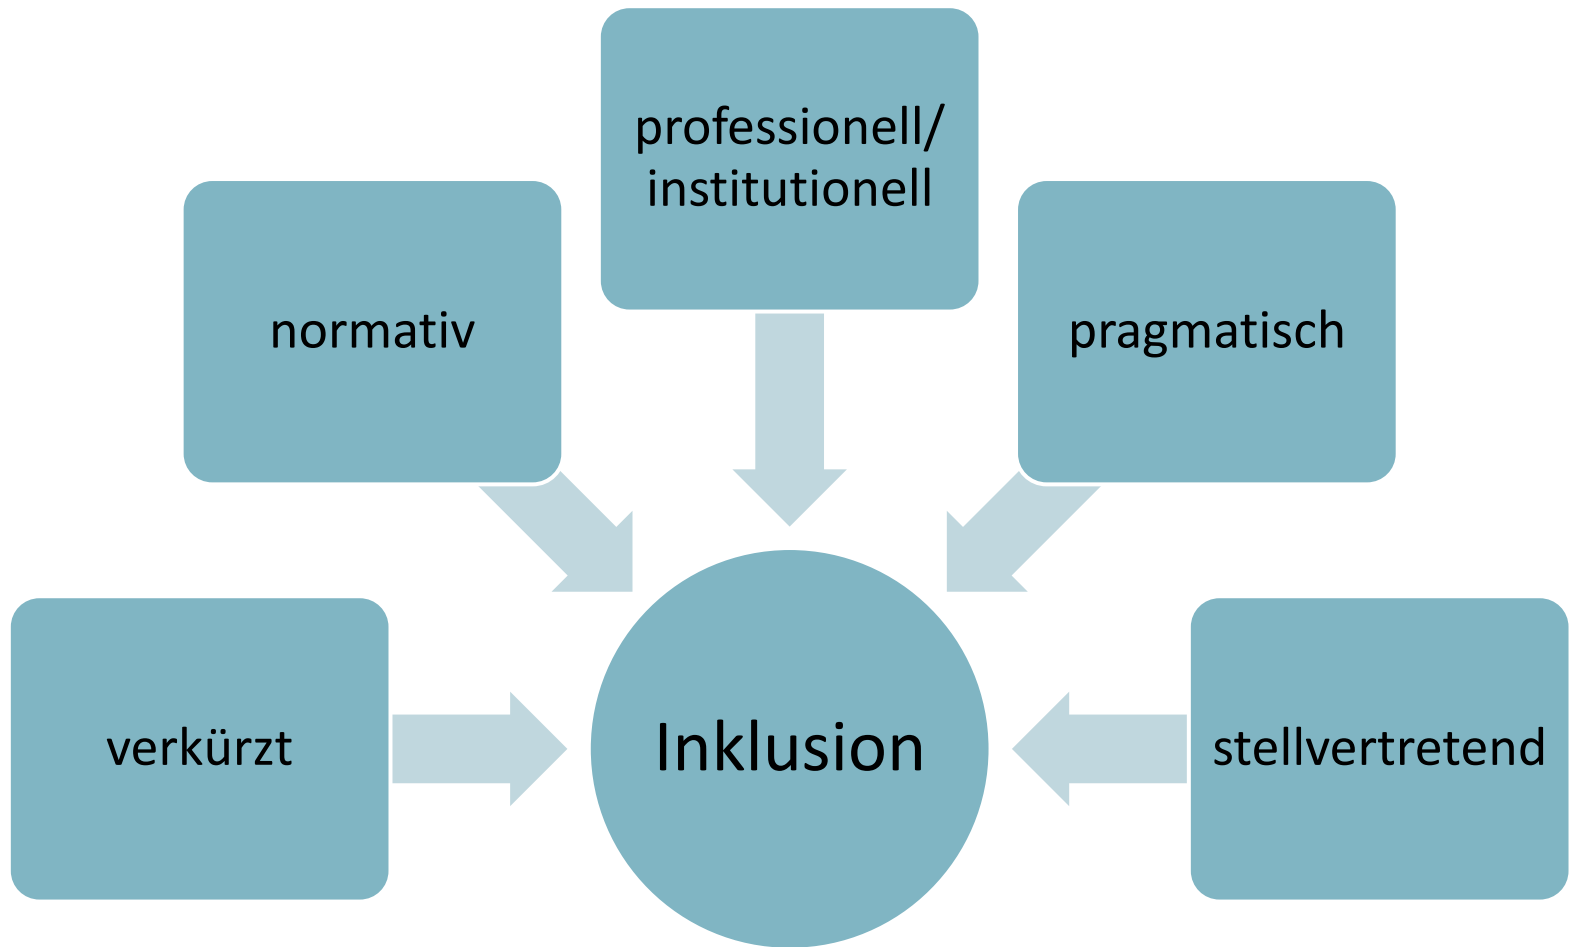 professionell/
institutionell
normativ
pragmatisch
verkürzt
Inklusion
stellvertretend